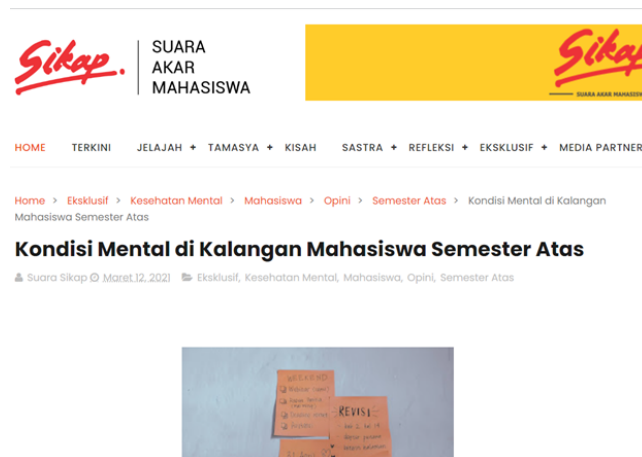 Sikap.
SUARA
AKAR
MAHASISWA
Sikap
SUARA AKAR MAHASISWA
HOME TERKINI JELAJAH + TAMASYA + KISAH SASTRA + REFLEKSI + EKSKLUSIF + MEDIA PARTNER
Home > Eksklusif > Kesehatan Mental > Mahasiswa > Opini > Semester Atas > Kondisi Mental di Kalangan
Mahasiswa Semester Atas
Kondisi Mental di Kalangan Mahasiswa Semester Atas
Suara Sikap Maret 12, 2021 Eksklusif, Kesehatan Mental, Mahasiswa, Opini, Semester Atas
WEEKEND
REVISI